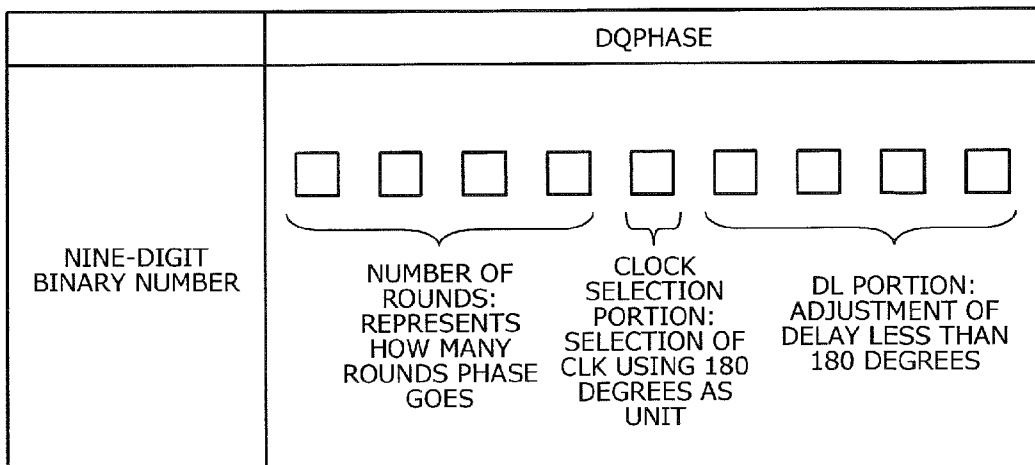 DQPHASE
NINE-DIGIT
BINARY NUMBER
NUMBER OF
ROUNDS:
REPRESENTS
HOW MANY
ROUNDS PHASE
GOES
CLOCK
SELECTION
PORTION:
SELECTION OF
CLK USING 180
DEGREES AS
UNIT
DL PORTION:
ADJUSTMENT OF
DELAY LESS THAN
180 DEGREES